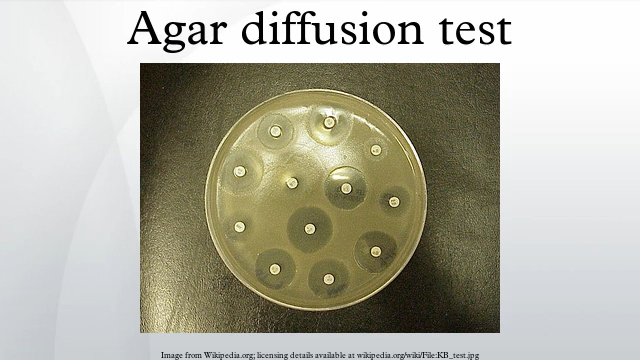 Agar diffusion test
Image from Wikipedia.org; licensing details available at wikipedia.org/wiki/File:KB_test.jpg